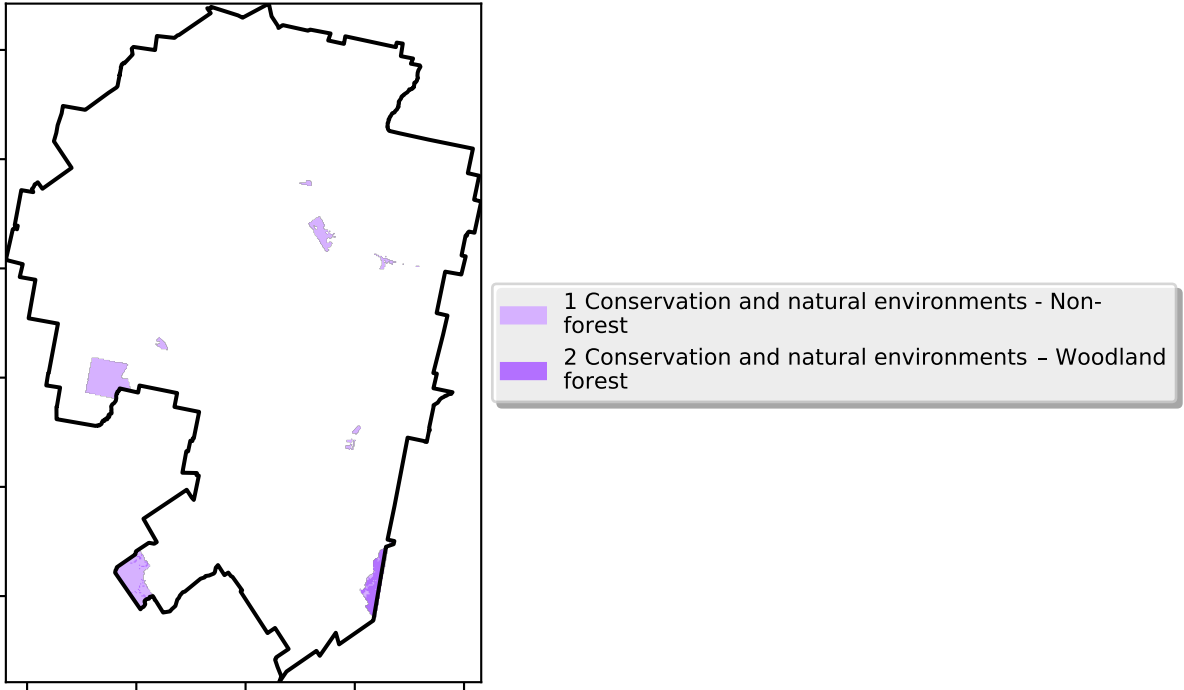 1 Conservation and natural environments - Non-
forest
2 Conservation and natural environments – Woodland
forest